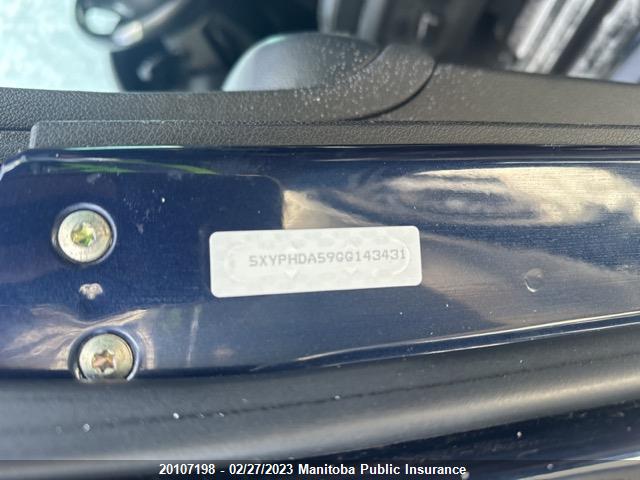 5XYPHDA59GG143431
20107198 - 02/27/2023 Manitoba Public Insurance